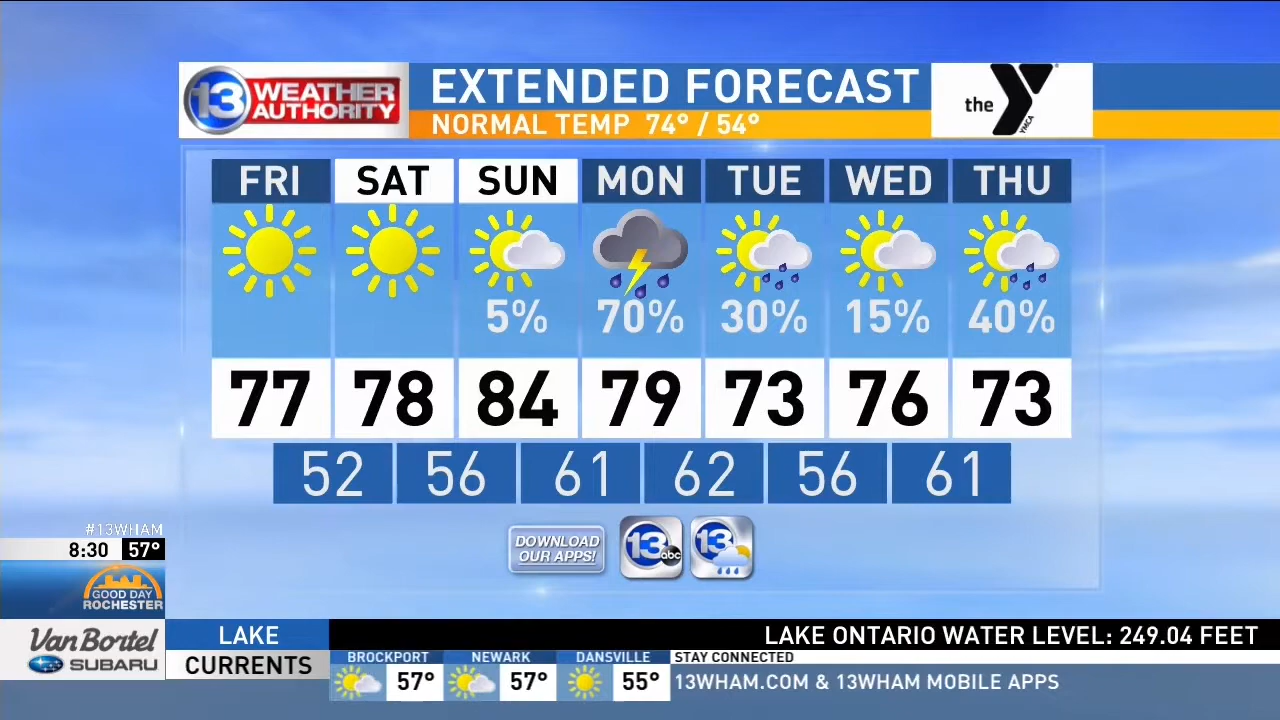 13 WEATHER AUTHORITY
EXTENDED FORECAST
NORMAL TEMP 74° / 54°
the Y
YMCA
FRI SAT SUN MON TUE WED THU
5% 70% 30% 15% 40%
77 78 84 79 73 76 73
52 56 61 62 56 61
DOWNLOAD
OUR APPS!
13 abc
13
#13WHAM
8:30 57°
GOOD DAY
ROCHESTER
Van Bortel
SUBARU
LAKE
CURRENTS
LAKE ONTARIO WATER LEVEL: 249.04 FEET
BROCKPORT NEWARK DANSVILLE STAY CONNECTED
57° 57° 55° 13WHAM.COM & 13WHAM MOBILE APPS